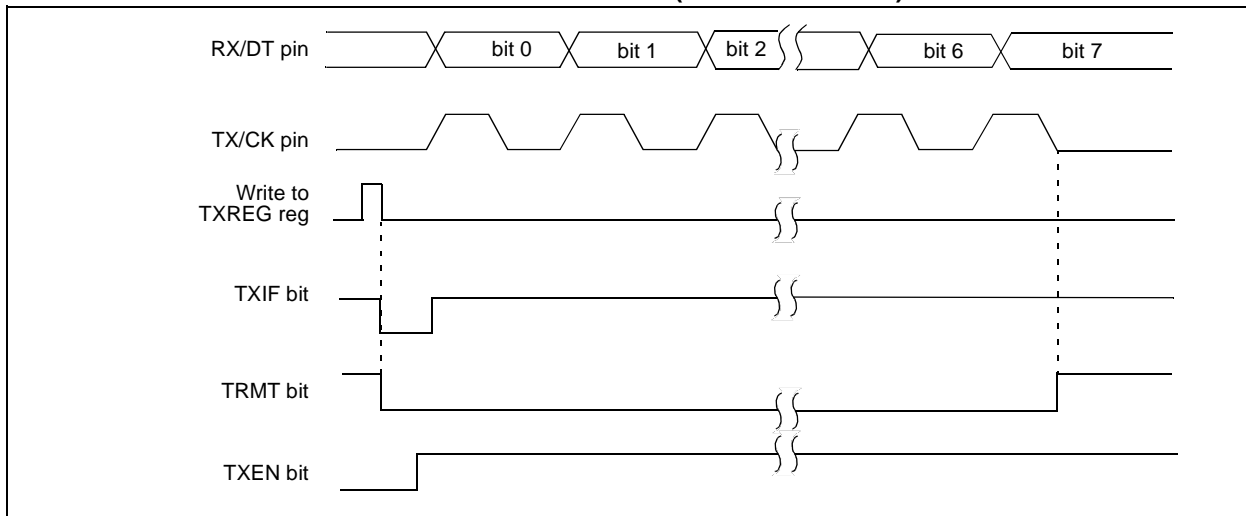 RX/DT pin
bit 0
bit 1
bit 2
bit 6
bit 7
TX/CK pin
Write to
TXREG reg
TXIF bit
TRMT bit
TXEN bit